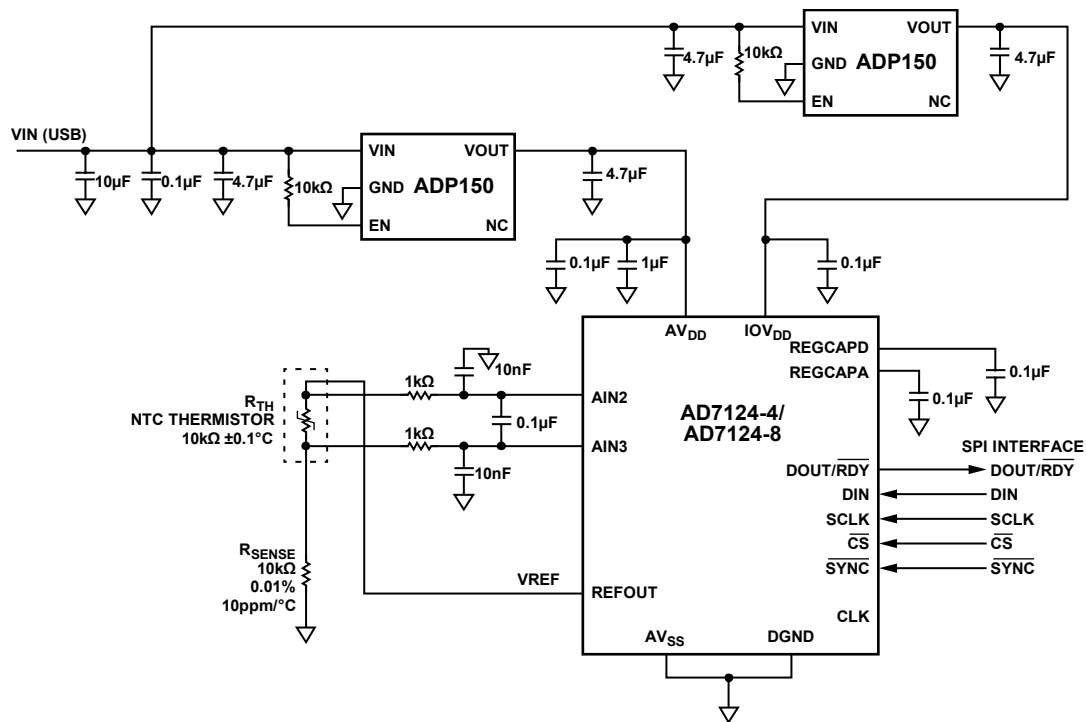 VIN
VOUT
GND
ADP150
EN
NC
4.7µF
10kΩ
4.7µF
VIN (USB)
10µF
0.1µF
4.7µF
10kΩ
VIN
VOUT
GND
ADP150
EN
NC
4.7µF
0.1µF
1µF
0.1µF
AVDD
IOVDD
REGCAPD
REGCAPA
0.1µF
0.1µF
10nF
1kΩ
RTH
NTC THERMISTOR
10kΩ ±0.1°C
0.1µF
1kΩ
10nF
AIN2
AIN3
AD7124-4/
AD7124-8
SPI INTERFACE
DOUT/RDY
DOUT/RDY
DIN
DIN
SCLK
SCLK
CS
CS
SYNC
SYNC
RSENSE
10kΩ
0.01%
10ppm/°C
VREF
REFOUT
CLK
AVSS
DGND